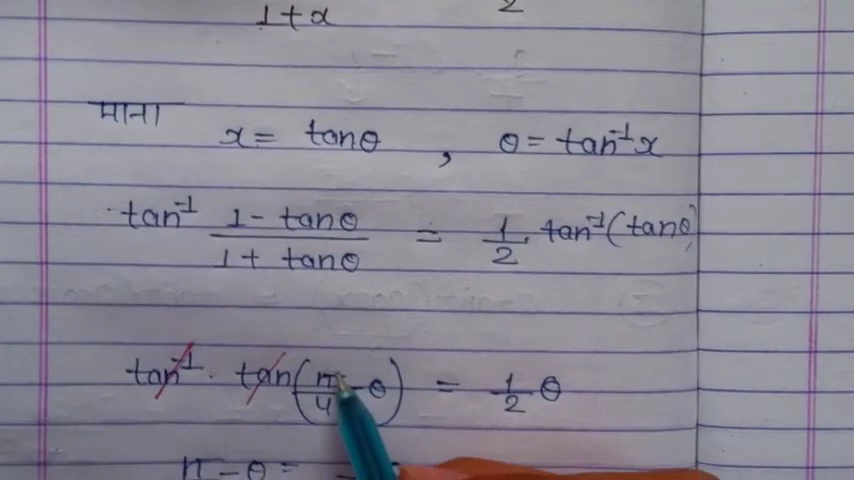 1+x 2
माना
x = tanθ , θ = tan⁻¹x
tan⁻¹ 1 - tanθ / 1 + tanθ = 1/2 tan⁻¹(tanθ)
tan⁻¹ . tan(π/4 - θ) = 1/2 θ
π - θ =